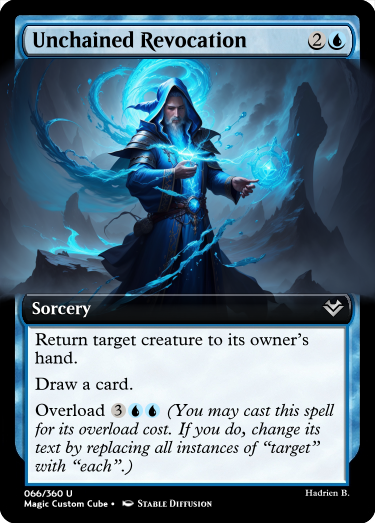 Unchained Revocation 2
Sorcery
Return target creature to its owner's
hand.
Draw a card.
Overload 3 (You may cast this spell
for its overload cost. If you do, change its
text by replacing all instances of “target”
with “each”.)
066/360 U Hadrien B.
Magic Custom Cube • Stable Diffusion